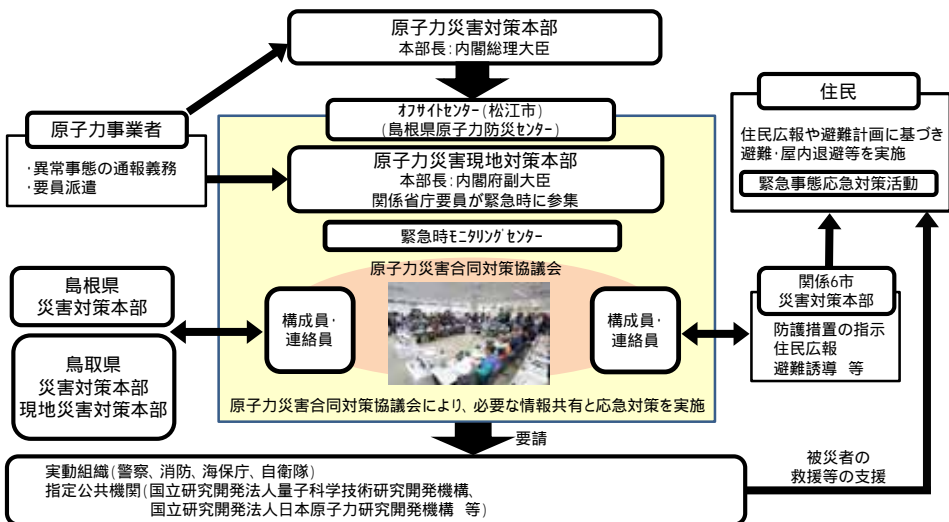 原子力災害対策本部
本部長:内閣総理大臣
オフサイトセンター(松江市)
(島根県原子力防災センター)
原子力事業者
・異常事態の通報義務
・要員派遣
原子力災害現地対策本部
本部長:内閣府副大臣
関係省庁要員が緊急時に参集
緊急時モニタリングセンター
住民
住民広報や避難計画に基づき
避難・屋内退避等を実施
緊急事態応急対策活動
原子力災害合同対策協議会
島根県
災害対策本部
鳥取県
災害対策本部
現地災害対策本部
構成員・
連絡員
構成員・
連絡員
関係6市
災害対策本部
防護措置の指示
住民広報
避難誘導 等
原子力災害合同対策協議会により、必要な情報共有と応急対策を実施
要請
実動組織(警察、消防、海保庁、自衛隊)
指定公共機関(国立研究開発法人量子科学技術研究開発機構、
国立研究開発法人日本原子力研究開発機構 等)
被災者の
救援等の支援